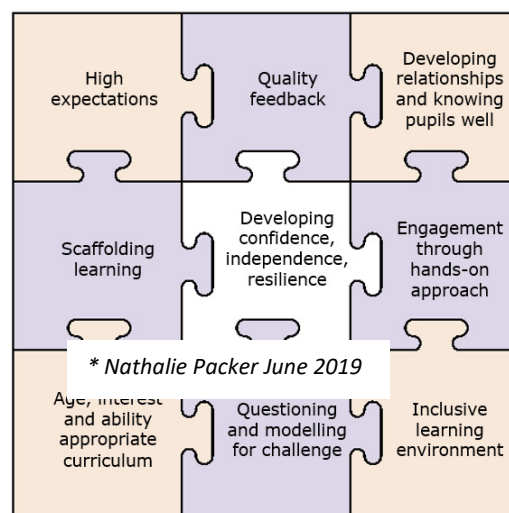 High
expectations
Quality
feedback
Developing
relationships
and knowing
pupils well
Scaffolding
learning
Developing
confidence,
independence,
resilience
Engagement
through
hands-on
approach
* Nathalie Packer June 2019
Age, interest
and ability
appropriate
curriculum
Questioning
and modelling
for challenge
Inclusive
learning
environment